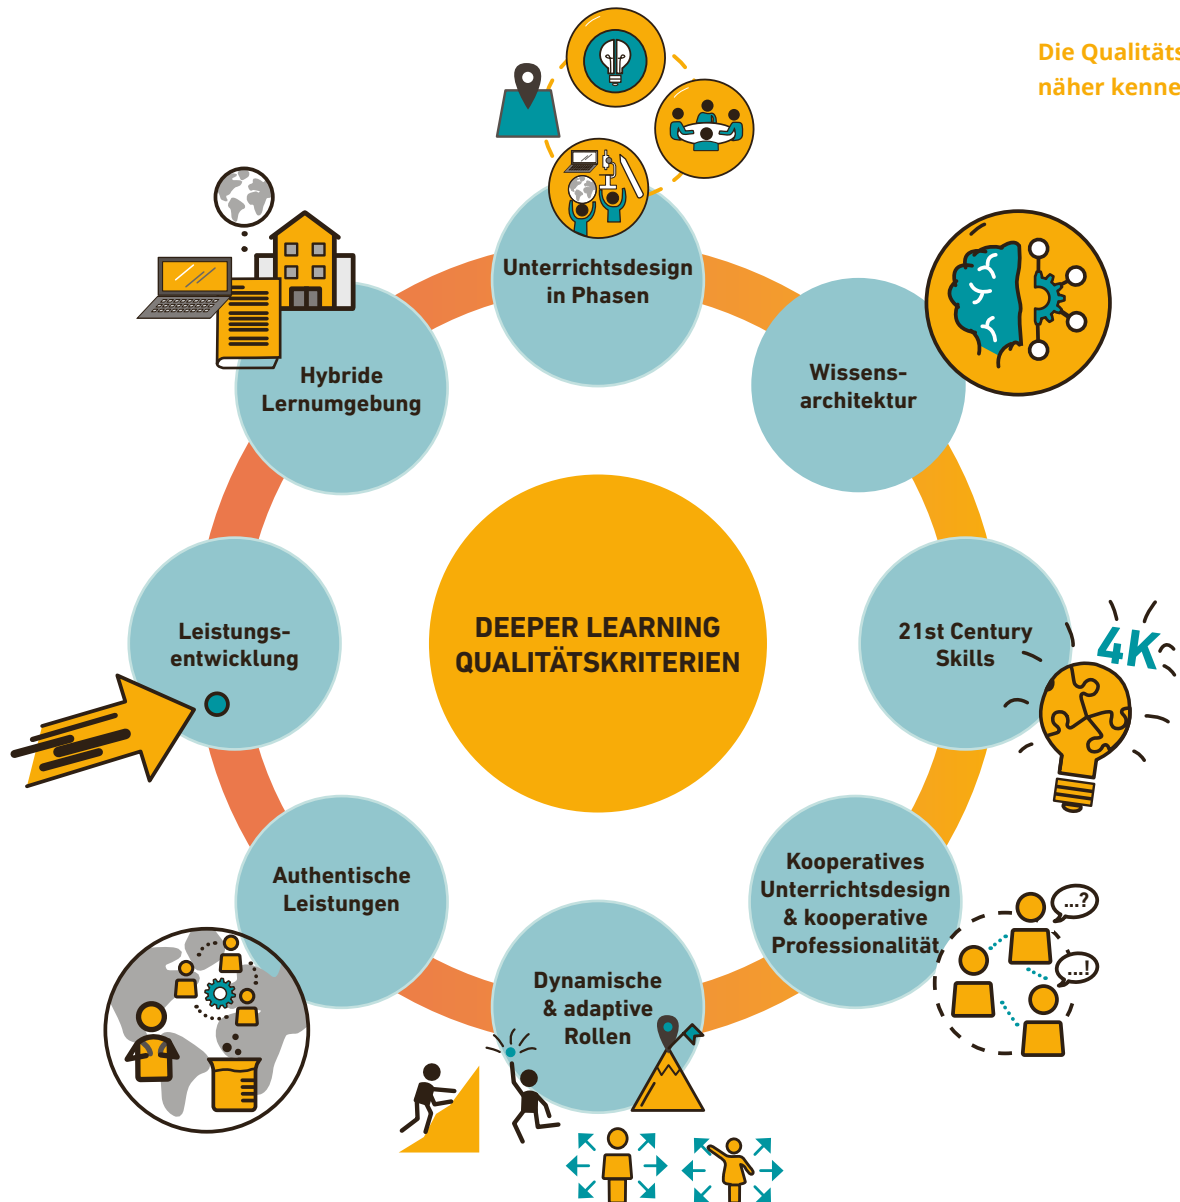 Die Qualitäts
näher kenne
Unterrichtsdesign
in Phasen
Wissens-
architektur
21st Century
Skills
4K
Kooperatives
Unterrichtsdesign
& kooperative
Professionalität
...?
...!
Dynamische
& adaptive
Rollen
Authentische
Leistungen
Leistungs-
entwicklung
Hybride
Lernumgebung
DEEPER LEARNING
QUALITÄTSKRITERIEN